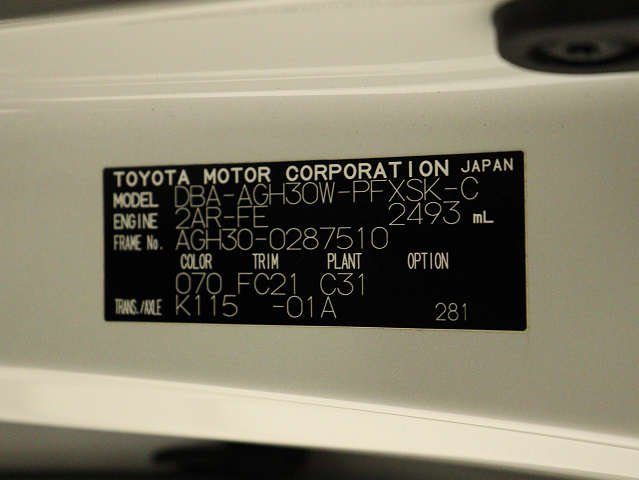 TOYOTA MOTOR CORPORATION JAPAN
MODEL DBA-AGH30W-PFXSK-C
ENGINE 2AR-FE 2493 mL
FRAME No. AGH30-0287510
COLOR TRIM PLANT OPTION
070 FC21 C31
TRANS./AXLE K115 -01A 281